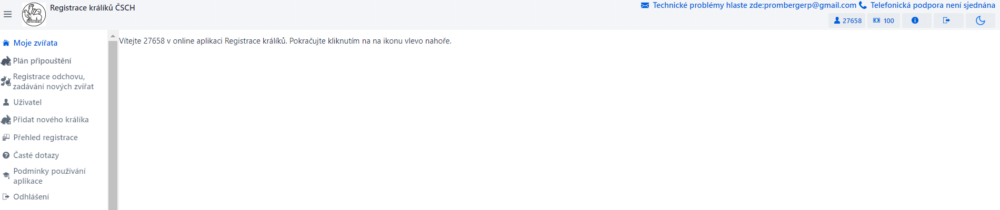 Registrace králíků ČSCH
Technické problémy hlaste zde:prombergerp@gmail.com Telefonická podpora není sjednána
27658 100
Moje zvířata
Plán připouštění
Registrace odchovu,
zadávání nových zvířat
Uživatel
Přidat nového králíka
Přehled registrace
Časté dotazy
Podmínky používání
aplikace
Odhlášení
Vítejte 27658 v online aplikaci Registrace králíků. Pokračujte kliknutím na na ikonu vlevo nahoře.